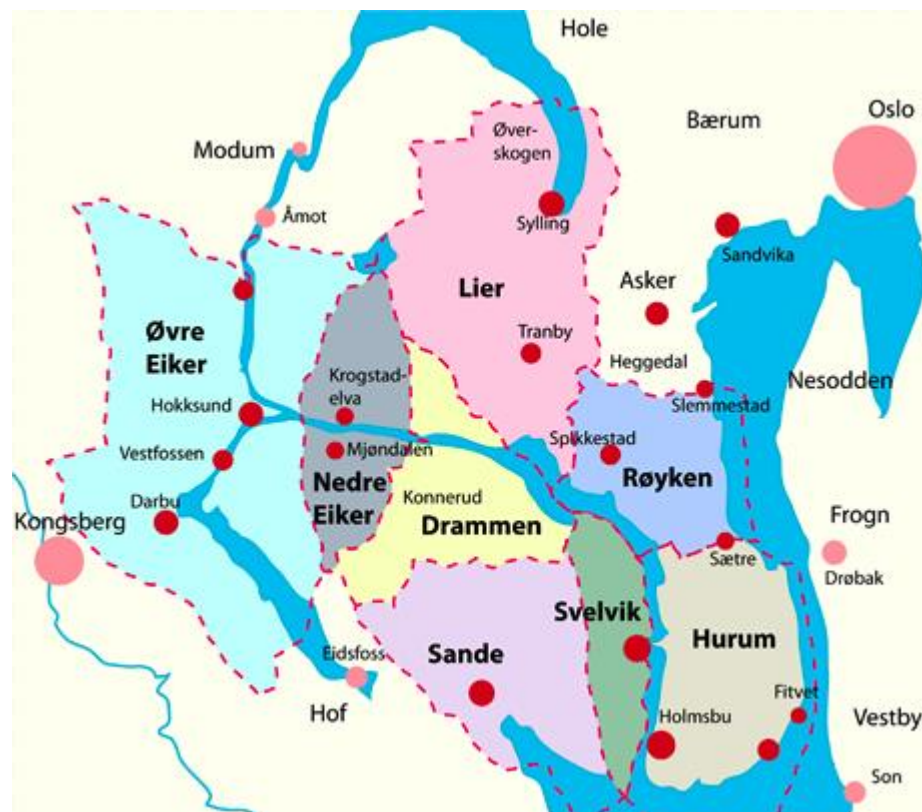 Hole
Oslo
Bærum
Øver-
skogen
Modum
Sylling
Åmot
Sandvika
Asker
Lier
Øvre
Eiker
Tranby
Heggedal
Nesodden
Krogstad-
elva
Slemmestad
Hokksund
Spikkestad
Mjøndalen
Vestfossen
Røyken
Nedre
Eiker
Konnerud
Darbu
Drammen
Kongsberg
Frogn
Sætre
Drøbak
Svelvik
Hurum
Eidsfoss
Sande
Fitvet
Hof
Holmsbu
Vestby
Son